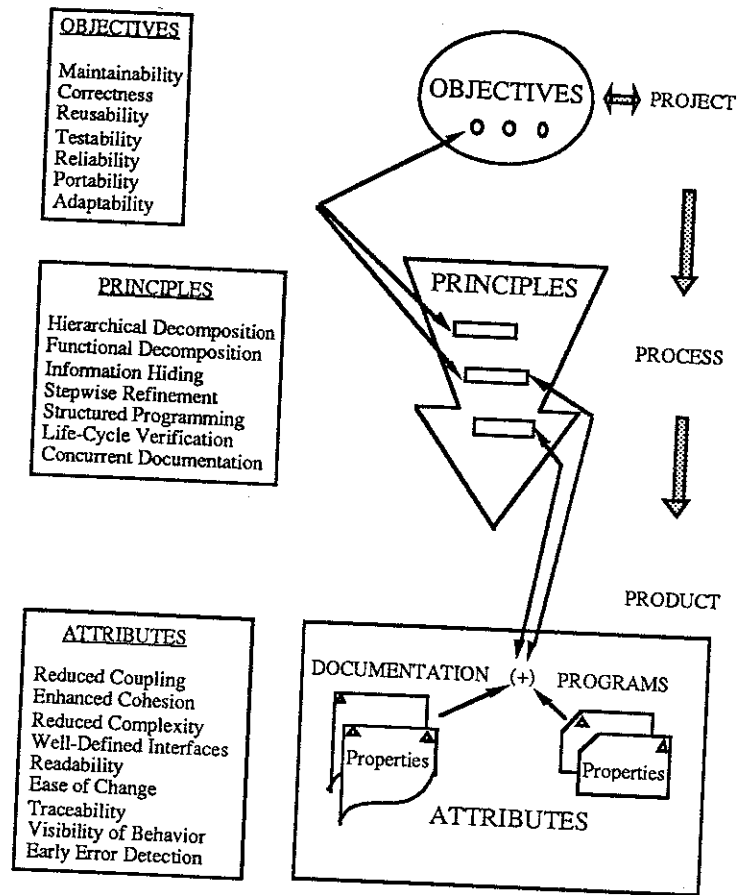 OBJECTIVES
Maintainability
Correctness
Reusability
Testability
Reliability
Portability
Adaptability
OBJECTIVES
PROJECT
PRINCIPLES
Hierarchical Decomposition
Functional Decomposition
Information Hiding
Stepwise Refinement
Structured Programming
Life-Cycle Verification
Concurrent Documentation
PRINCIPLES
PROCESS
PRODUCT
ATTRIBUTES
Reduced Coupling
Enhanced Cohesion
Reduced Complexity
Well-Defined Interfaces
Readability
Ease of Change
Traceability
Visibility of Behavior
Early Error Detection
DOCUMENTATION (+) PROGRAMS
Properties
Properties
ATTRIBUTES